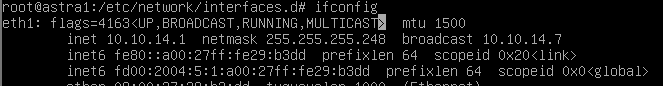 root@astra1:/etc/network/interfaces.d# ifconfig
eth1: flags=4163<UP,BROADCAST,RUNNING,MULTICAST>  mtu 1500
        inet 10.10.14.1  netmask 255.255.255.248  broadcast 10.10.14.7
        inet6 fe80::a00:27ff:fe29:b3dd  prefixlen 64  scopeid 0x20<link>
        inet6 fd00:2004:5:1:a00:27ff:fe29:b3dd  prefixlen 64  scopeid 0x0<global>